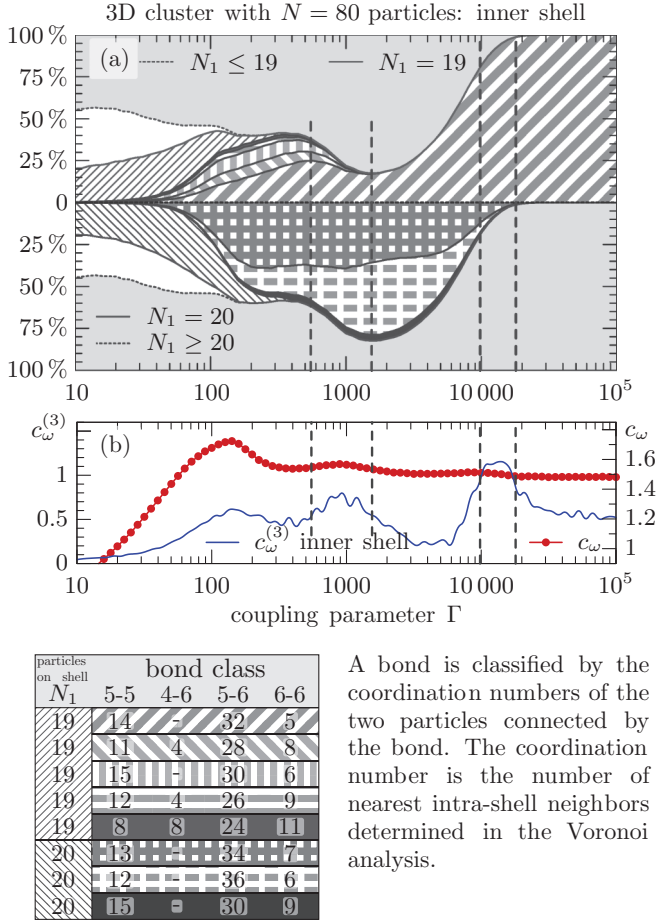 3D cluster with N = 80 particles: inner shell
100 %
(a)
N₁ ≤ 19
N₁ = 19
75 %
50 %
25 %
0
25 %
50 %
75 %
N₁ = 20
N₁ ≥ 20
100 %
10
100
1000
10 000
10⁵
c_ω^(3)
(b)
c_ω
1
0.5
0
1.6
1.4
1.2
1
c_ω^(3) inner shell
c_ω
10
100
1000
10 000
10⁵
coupling parameter Γ
particles
on shell
N₁
bond class
5-5 4-6 5-6 6-6
19 14 - 32 5
19 11 4 28 8
19 15 - 30 6
19 12 4 26 9
19 8 8 24 11
20 13 - 34 7
20 12 - 36 6
20 15 - 30 9
A bond is classified by the
coordination numbers of the
two particles connected by
the bond. The coordination
number is the number of
nearest intra-shell neighbors
determined in the Voronoi
analysis.